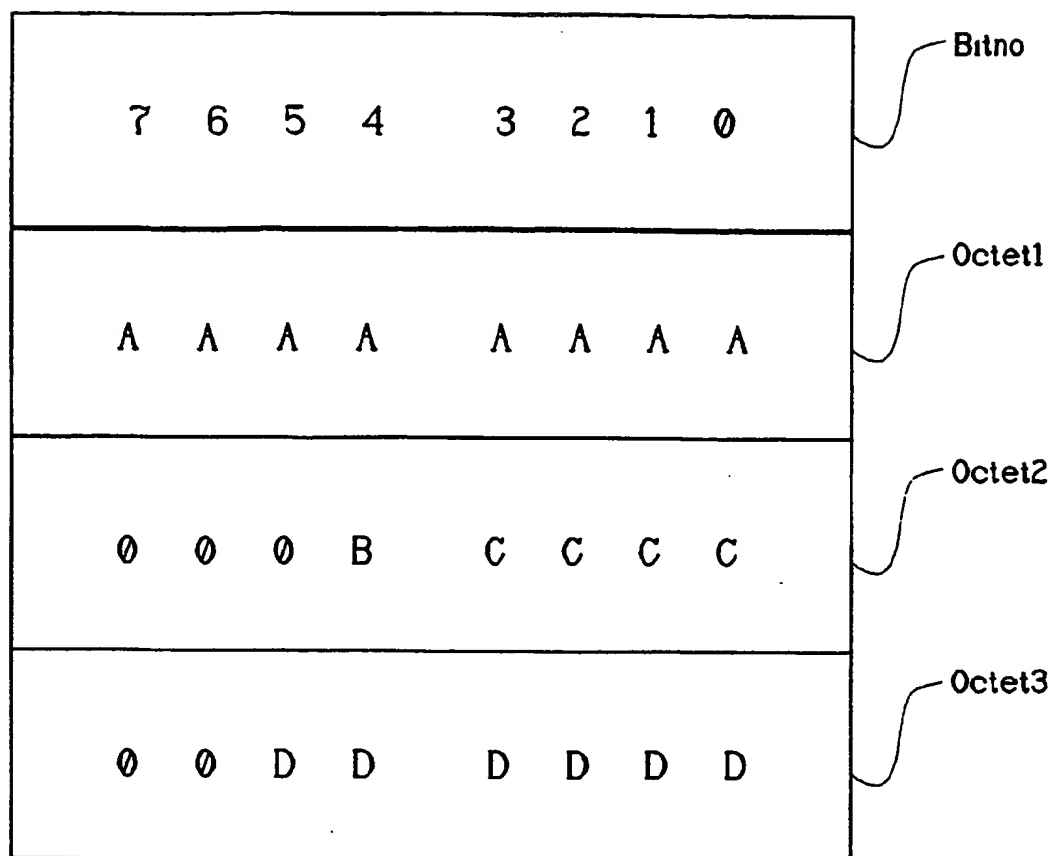 Bitno
7 6 5 4 3 2 1 0
Octet1
A A A A A A A A
Octet2
0 0 0 B C C C C
Octet3
0 0 D D D D D D